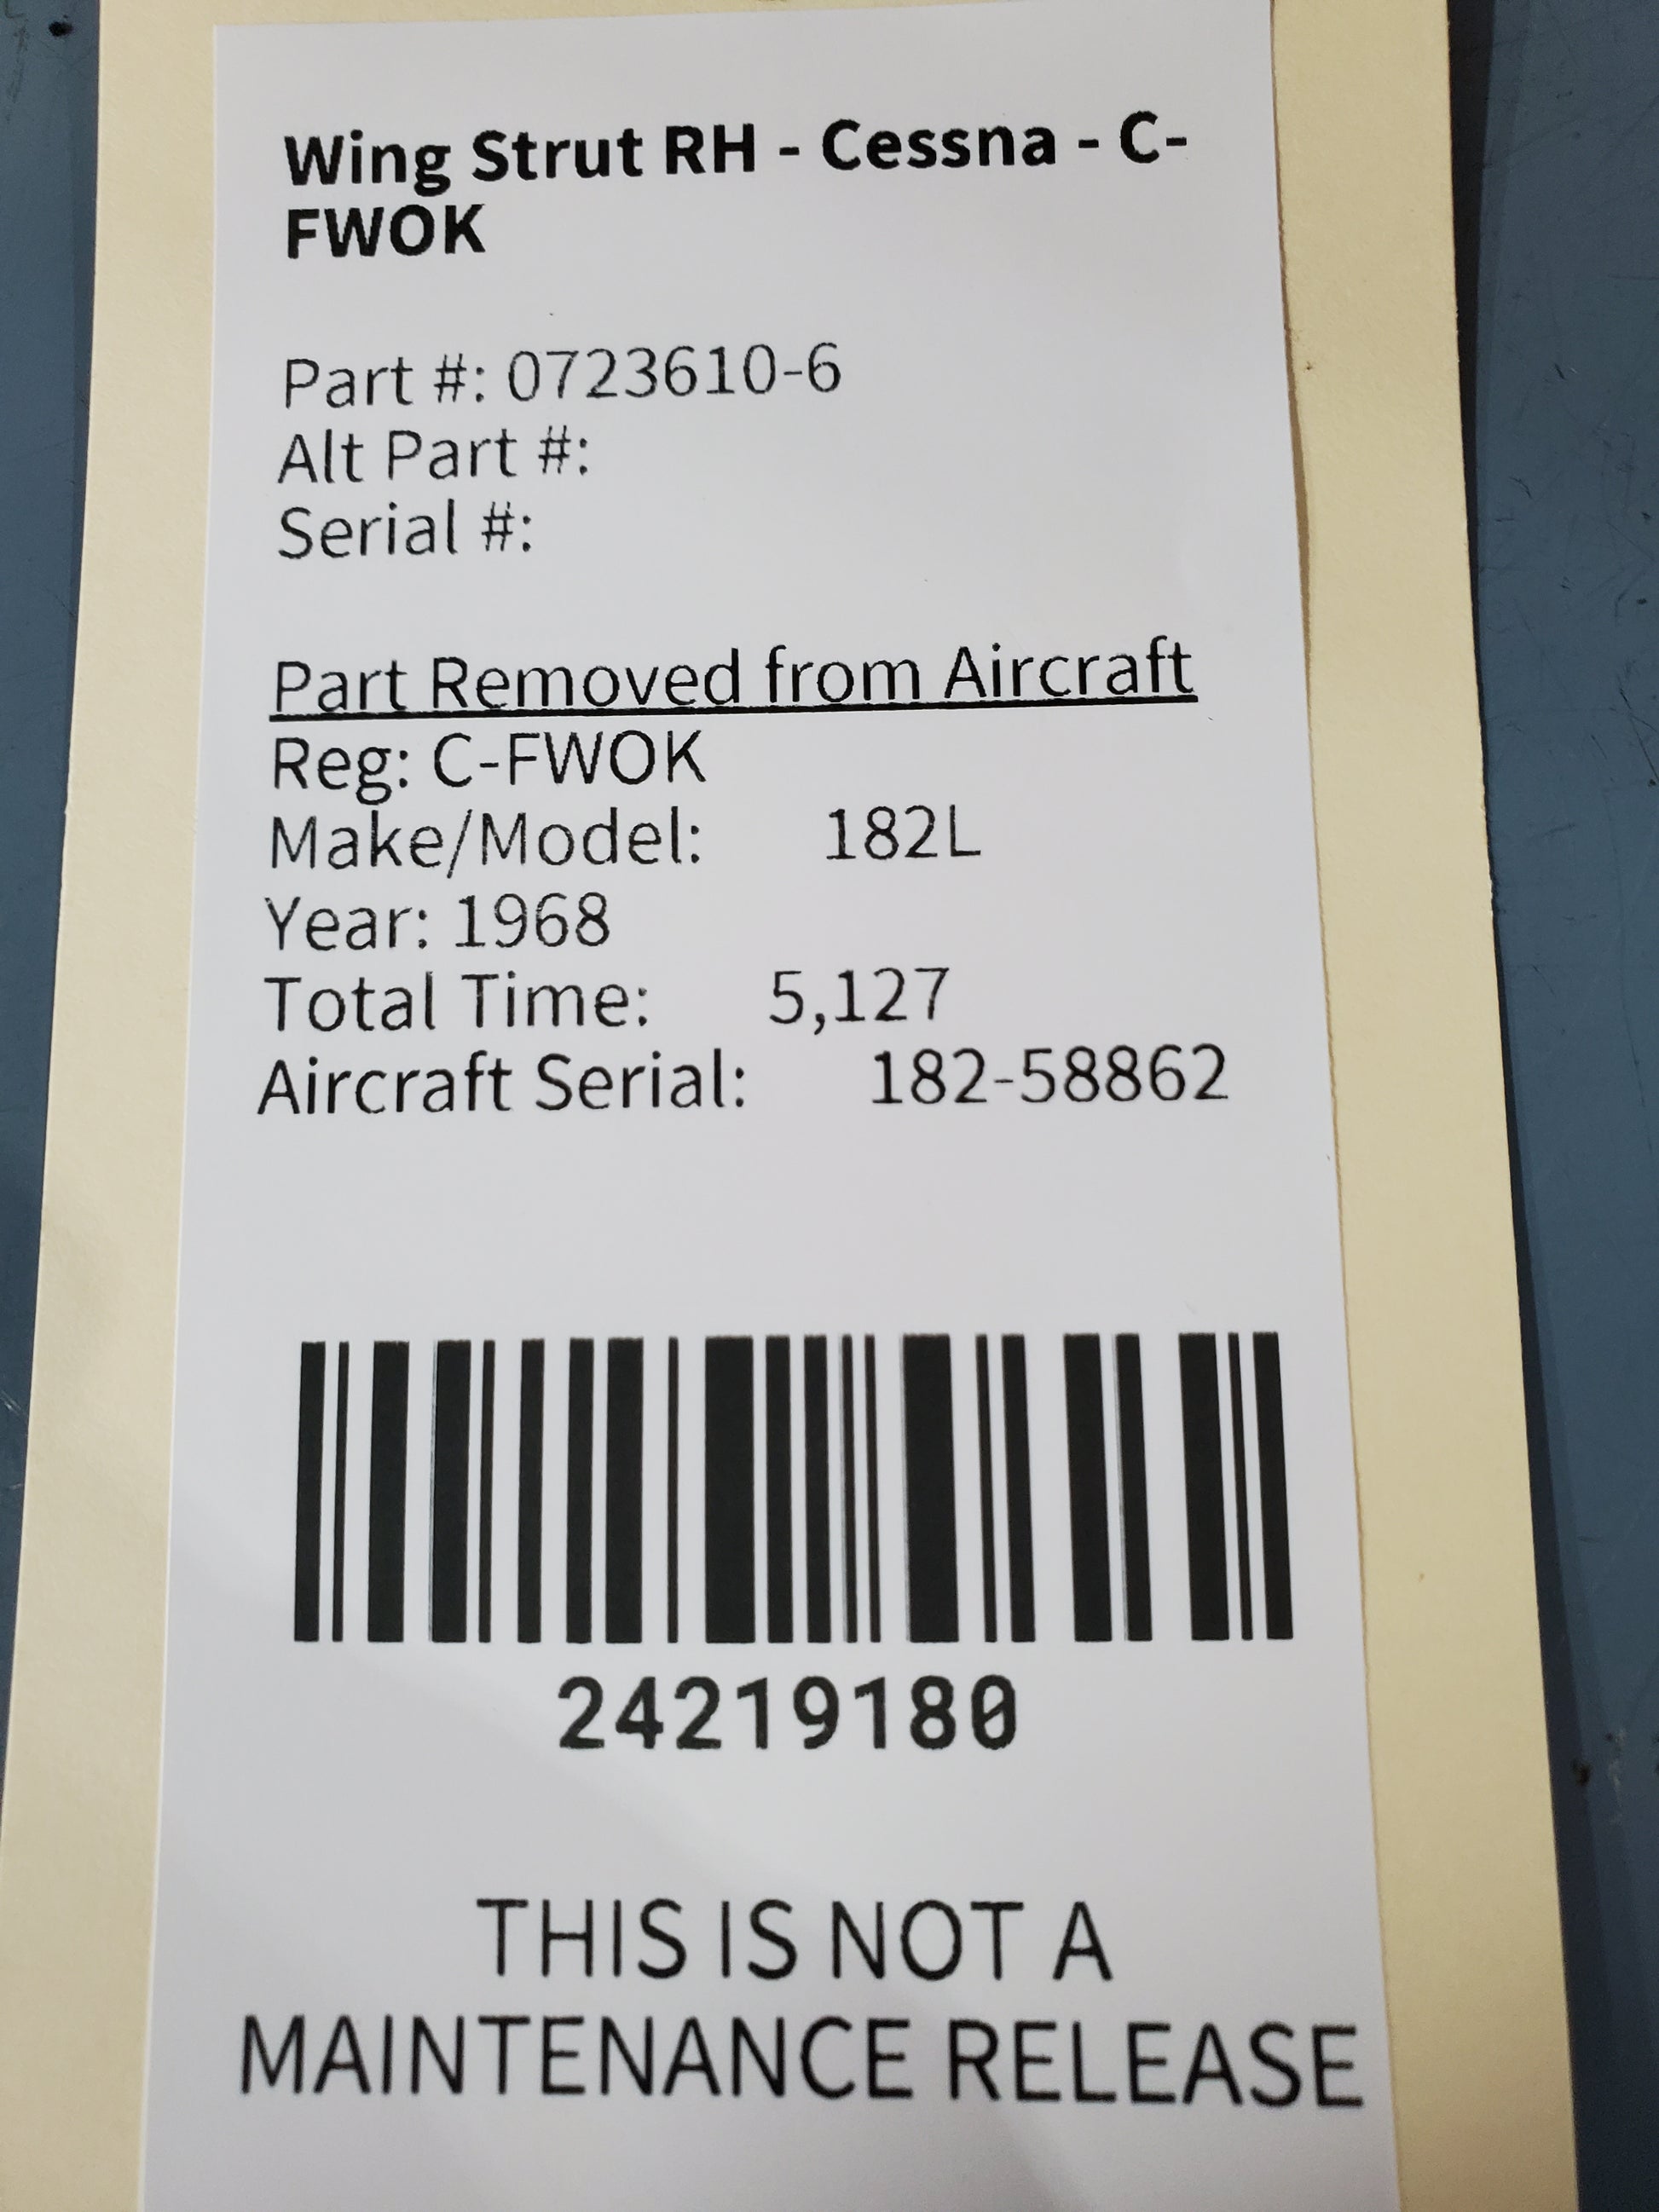 Wing Strut RH - Cessna - C-
FWOK
Part #: 0723610-6
Alt Part #:
Serial #:
Part Removed from Aircraft
Reg: C-FWOK
Make/Model: 182L
Year: 1968
Total Time: 5,127
Aircraft Serial: 182-58862
24219180
THIS IS NOT A
MAINTENANCE RELEASE